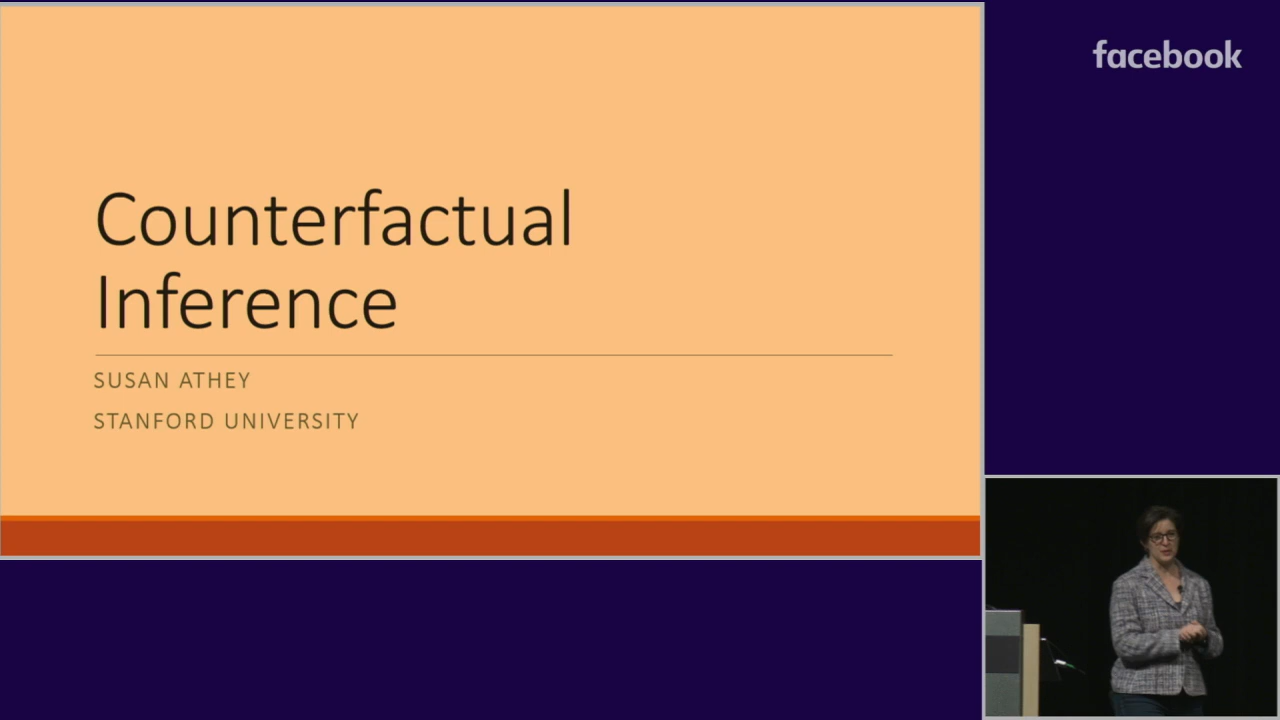 facebook
Counterfactual
Inference
SUSAN ATHEY
STANFORD UNIVERSITY